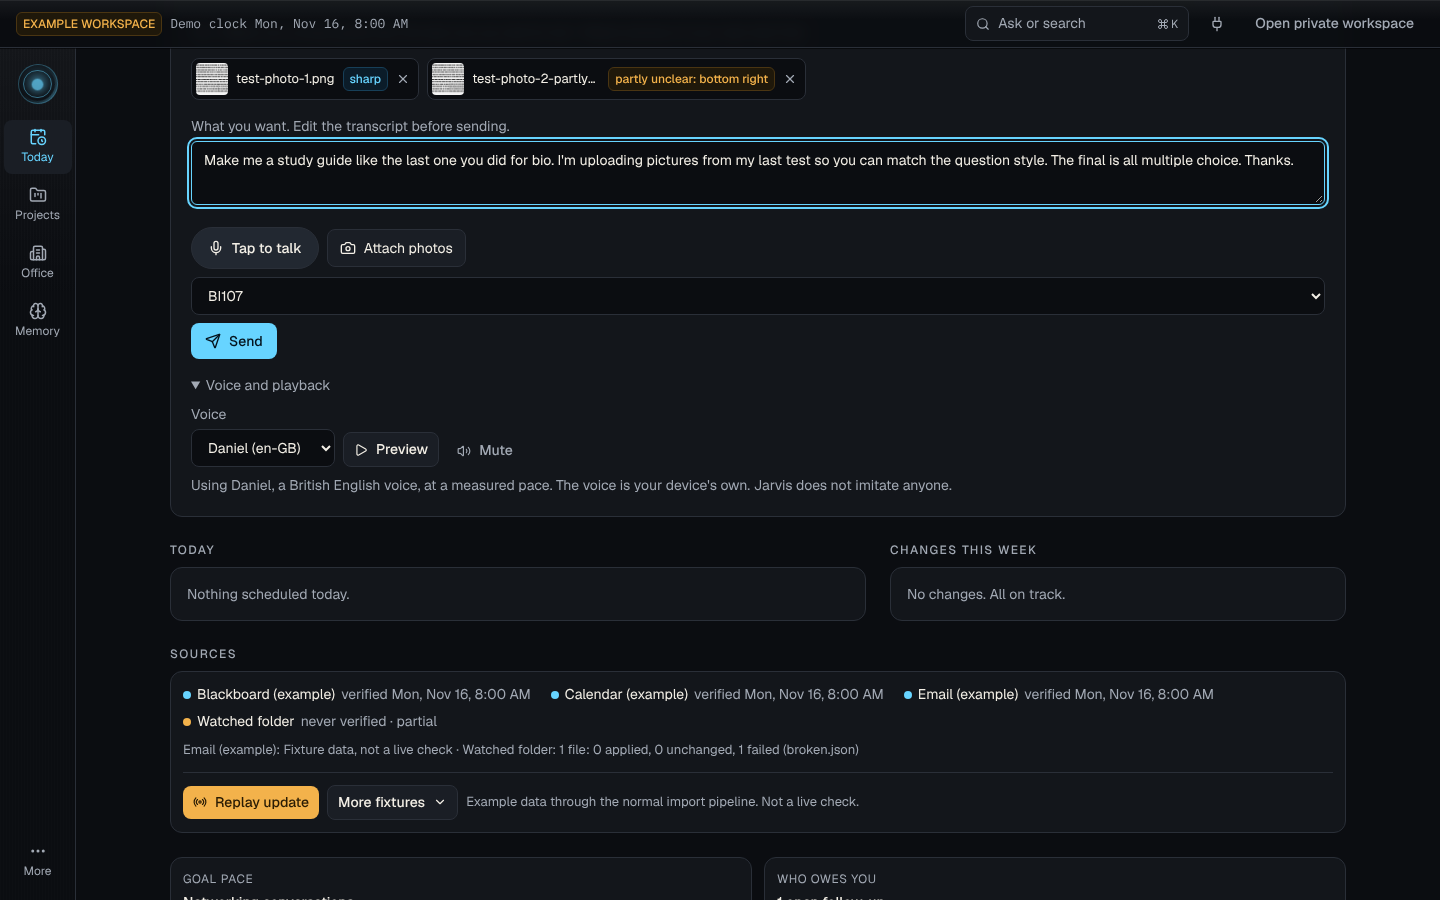 EXAMPLE WORKSPACE Demo clock Mon, Nov 16, 8:00 AM Ask or search ⌘K Open private workspace
test-photo-1.png sharp × test-photo-2-partly... partly unclear: bottom right ×
What you want. Edit the transcript before sending.
Make me a study guide like the last one you did for bio. I'm uploading pictures from my last test so you can match the question style. The final is all multiple choice. Thanks.
Today
Projects
Office
Memory
More
Tap to talk Attach photos
BI107
Send
▼ Voice and playback
Voice
Daniel (en-GB) Preview Mute
Using Daniel, a British English voice, at a measured pace. The voice is your device's own. Jarvis does not imitate anyone.
TODAY
Nothing scheduled today.
CHANGES THIS WEEK
No changes. All on track.
SOURCES
Blackboard (example) verified Mon, Nov 16, 8:00 AM Calendar (example) verified Mon, Nov 16, 8:00 AM Email (example) verified Mon, Nov 16, 8:00 AM
Watched folder never verified · partial
Email (example): Fixture data, not a live check · Watched folder: 1 file: 0 applied, 0 unchanged, 1 failed (broken.json)
Replay update More fixtures Example data through the normal import pipeline. Not a live check.
GOAL PACE
Networking conversations
WHO OWES YOU
1 open follow-up